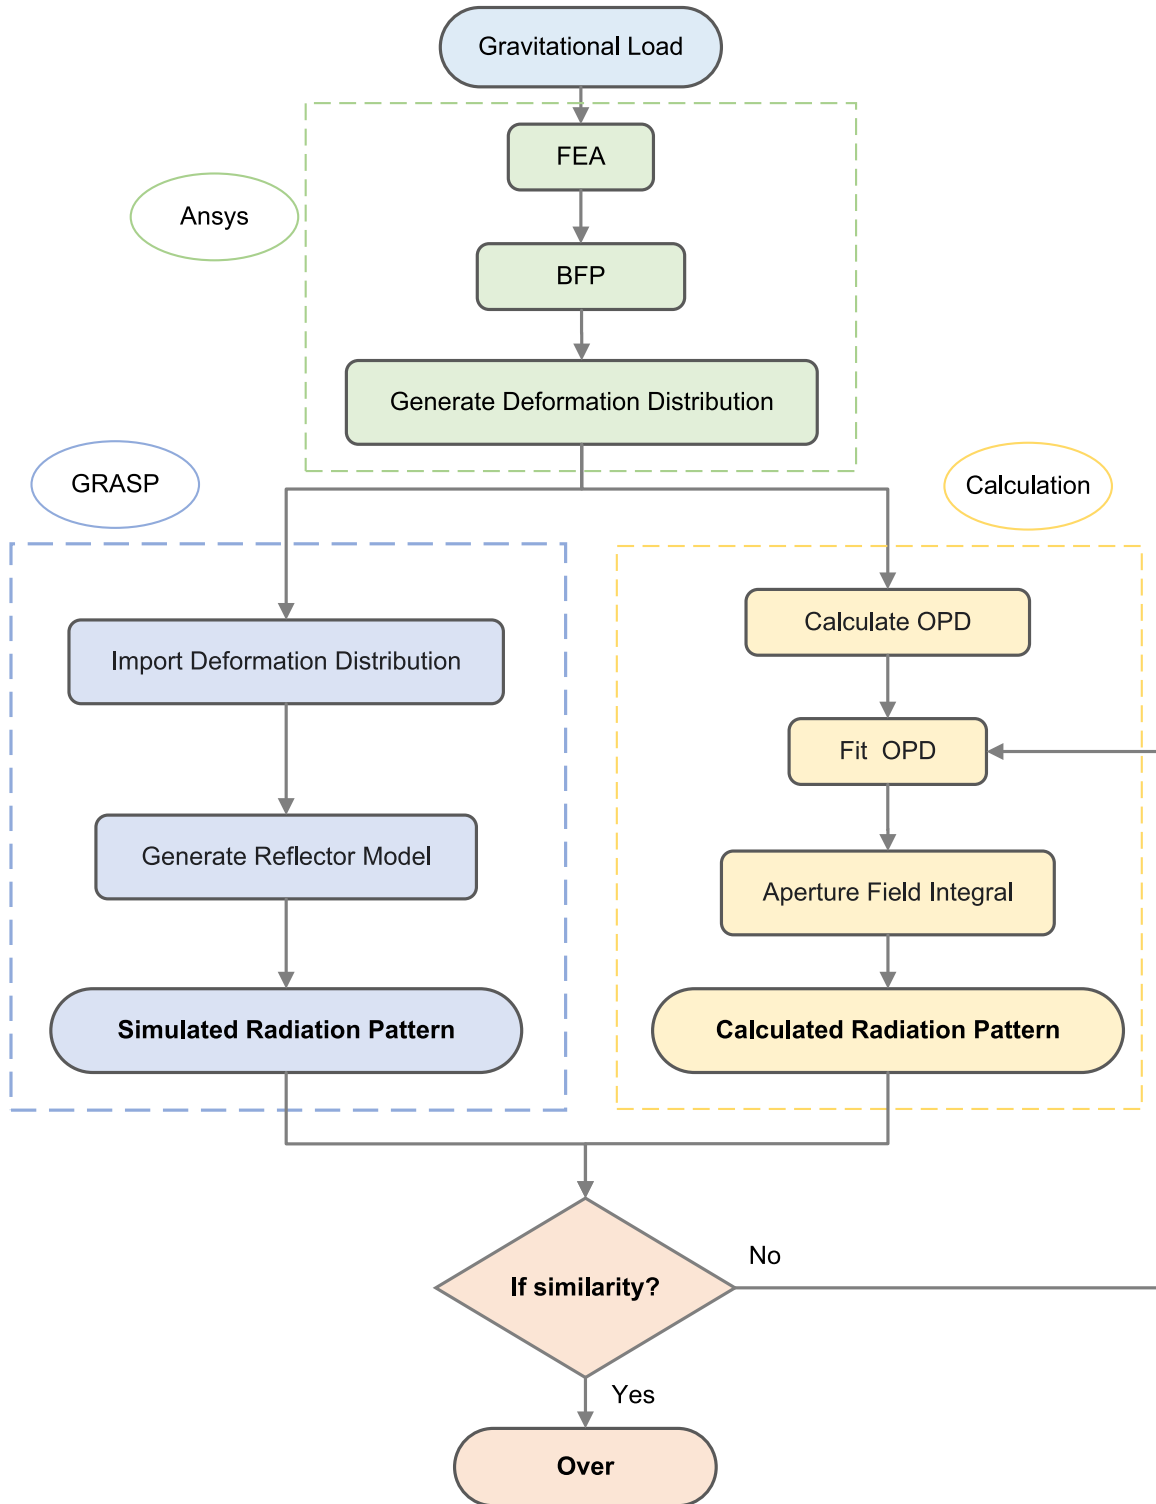 Gravitational Load
FEA
Ansys
BFP
Generate Deformation Distribution
GRASP
Calculation
Import Deformation Distribution
Generate Reflector Model
Simulated Radiation Pattern
Calculate OPD
Fit OPD
Aperture Field Integral
Calculated Radiation Pattern
If similarity?
No
Yes
Over